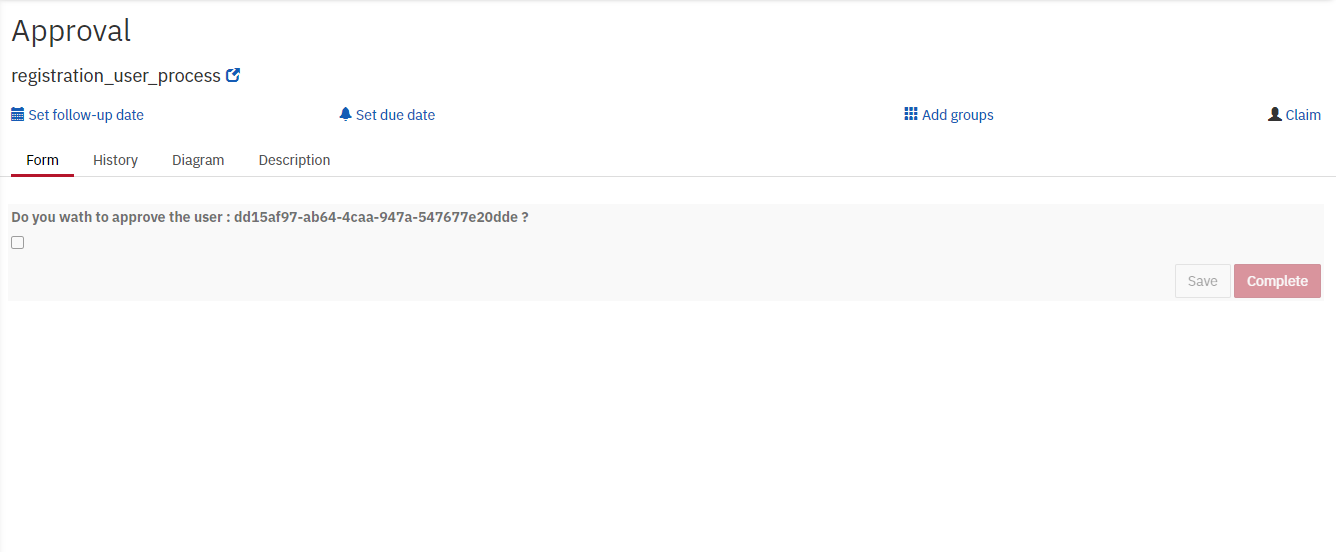 Approval
registration_user_process
Set follow-up date Set due date Add groups Claim
Form History Diagram Description
Do you wath to approve the user : dd15af97-ab64-4caa-947a-547677e20dde ?
Save Complete